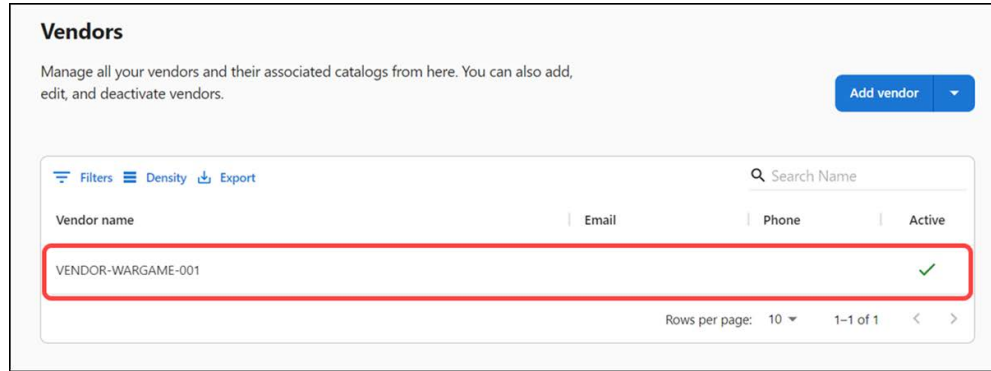 Vendors
Manage all your vendors and their associated catalogs from here. You can also add,
edit, and deactivate vendors.
Add vendor
Filters Density Export Search Name
Vendor name Email Phone Active
VENDOR-WARGAME-001
Rows per page: 10 1–1 of 1